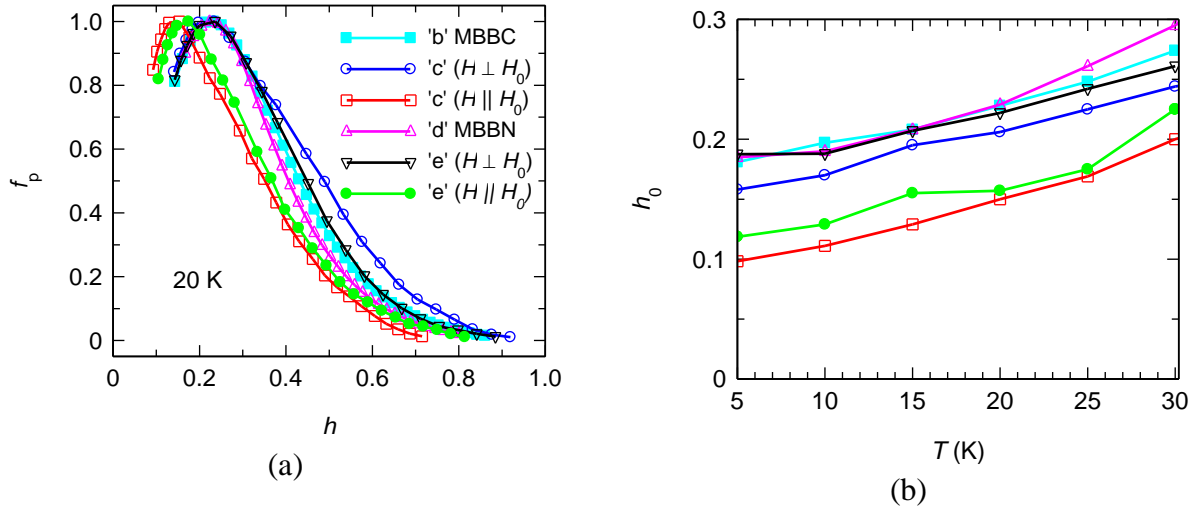 1.0
0.8
0.6
0.4
0.2
0
fp
0 0.2 0.4 0.6 0.8 1.0
h
20 K
'b' MBBC
'c' (H ⊥ H0)
'c' (H || H0)
'd' MBBN
'e' (H ⊥ H0)
'e' (H || H0)
(a)
0.3
0.2
0.1
0
h0
5 10 15 20 25 30
T (K)
(b)